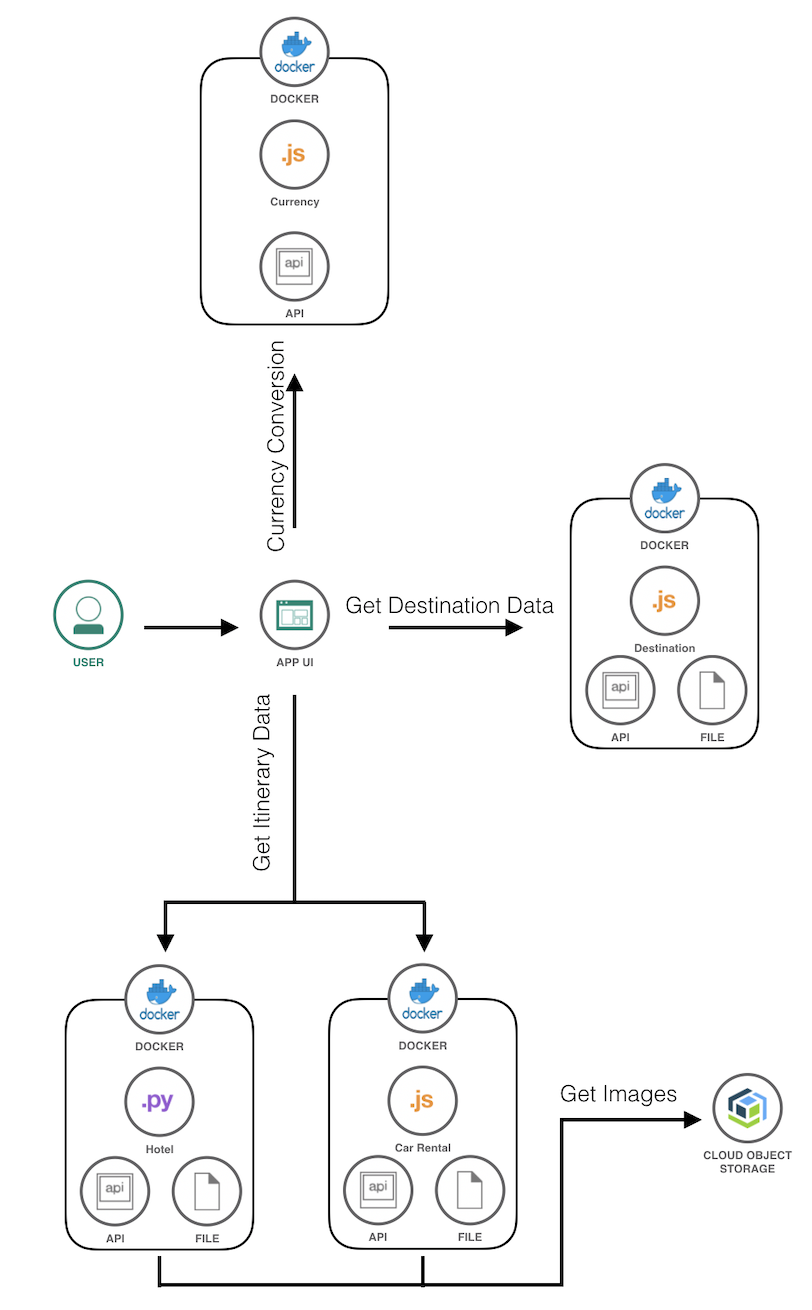 docker
DOCKER
.js
Currency
api
API
Currency Conversion
docker
DOCKER
.js
Destination
api
API
FILE
USER
APP UI
Get Destination Data
Get Itinerary Data
docker
DOCKER
.py
Hotel
api
API
FILE
docker
DOCKER
.js
Car Rental
api
API
FILE
Get Images
CLOUD OBJECT
STORAGE